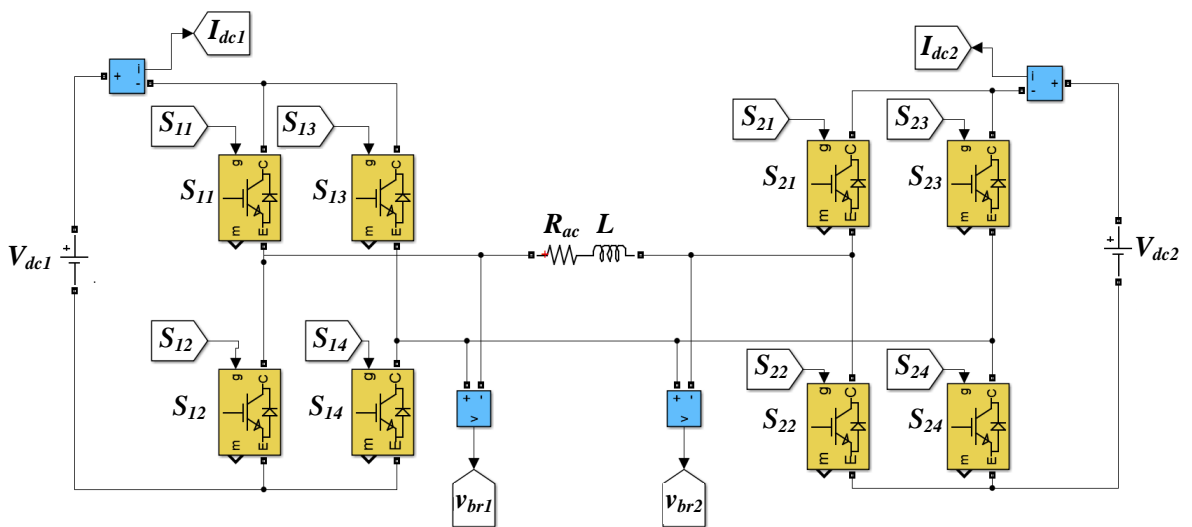 I_dc1
I_dc2
+ i -
i - +
S_11
S_13
S_21
S_23
g C
g C
g C
g C
S_11
S_13
S_21
S_23
m E
m E
m E
m E
R_ac L
+
V_dc1
+
V_dc2
S_12
S_14
S_22
S_24
g C
g C
g C
g C
S_12
S_14
S_22
S_24
m E
m E
m E
m E
+ - v
+ - v
v_br1
v_br2